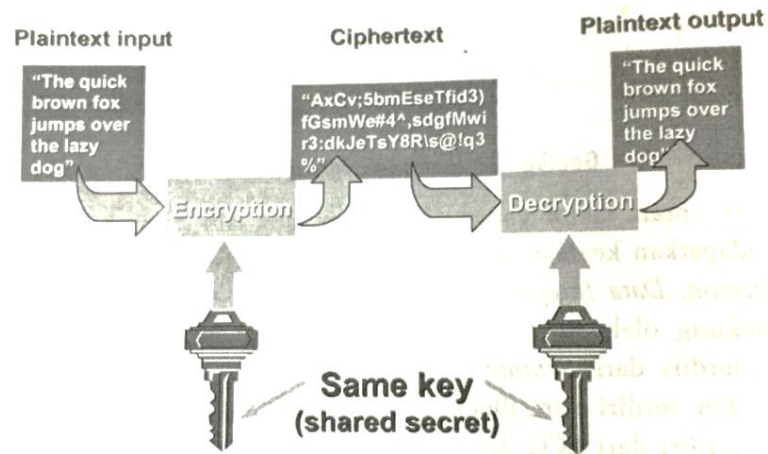 Plaintext input
Ciphertext
Plaintext output
"The quick
brown fox
jumps over
the lazy
dog"
"AxCv;5bmEseTfid3)
fGsmWe#4^,sdgfMwi
r3:dkJeTsY8R\s@!q3
%"
"The quick
brown fox
jumps over
the lazy
dog"
Encryption
Decryption
Same key
(shared secret)